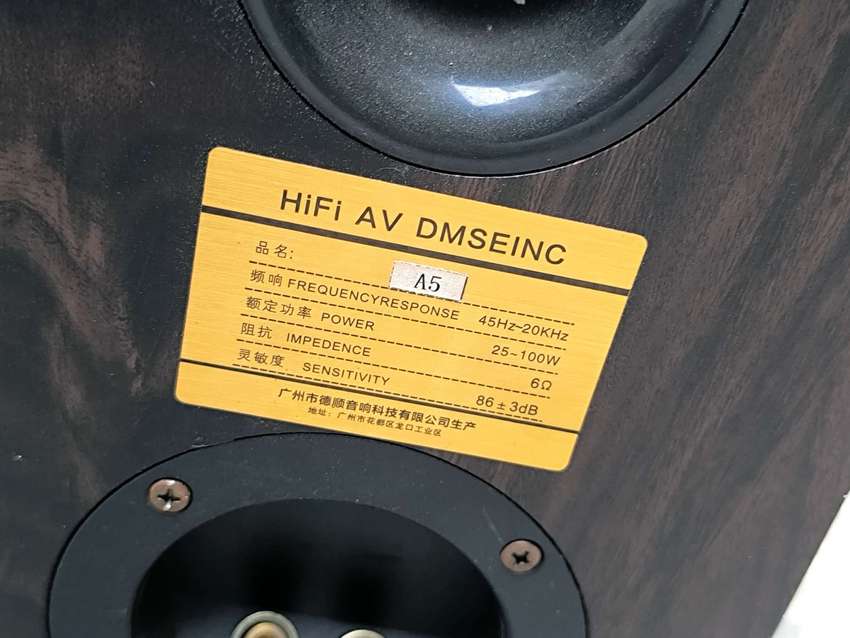 HiFi AV DMSEINC
品名: A5
频响 FREQUENCYRESPONSE 45Hz~20KHz
额定功率 POWER 25-100W
阻抗 IMPEDENCE 6Ω
灵敏度 SENSITIVITY 86±3dB
广州市德顺音响科技有限公司生产
地址: 广州市花都区龙口工业区